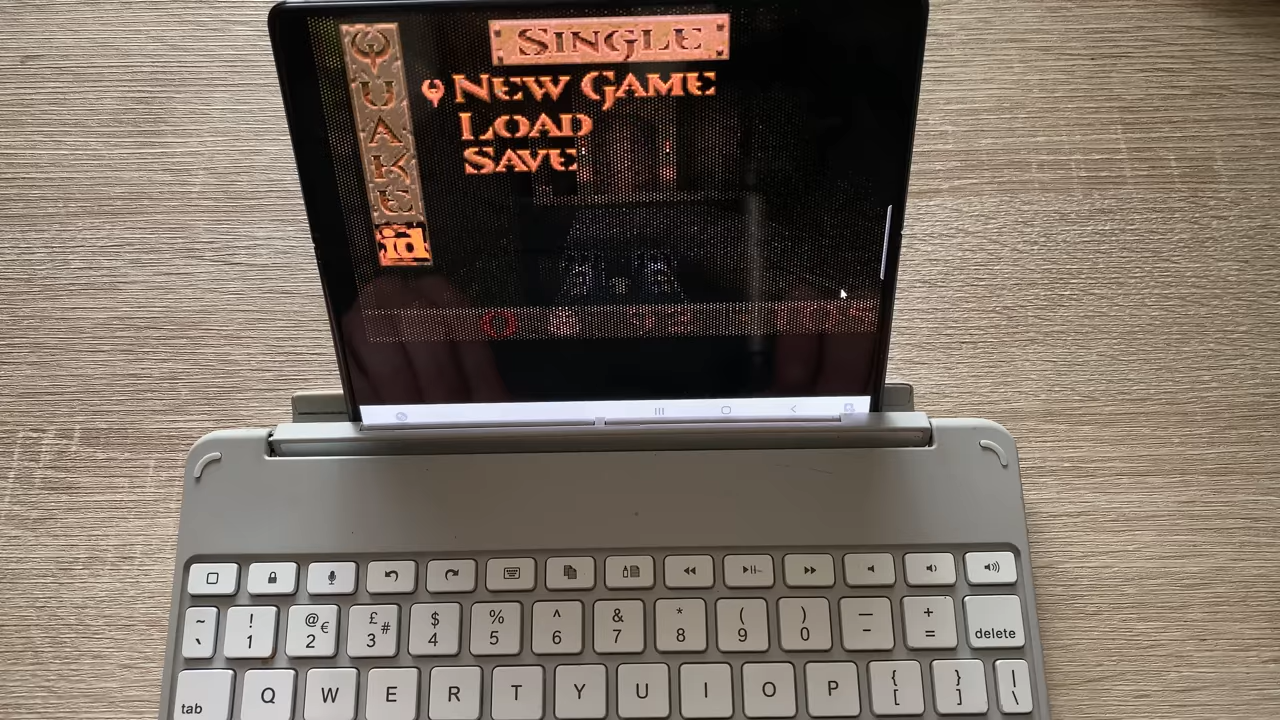 QUAKE
id
SINGLE
NEW GAME
LOAD
SAVE
~ ! @ € £ # $ % ^ & * ( ) — +
` 1 2 3 4 5 6 7 8 9 0 - = delete
tab Q W E R T Y U I O P { [ } ] | \